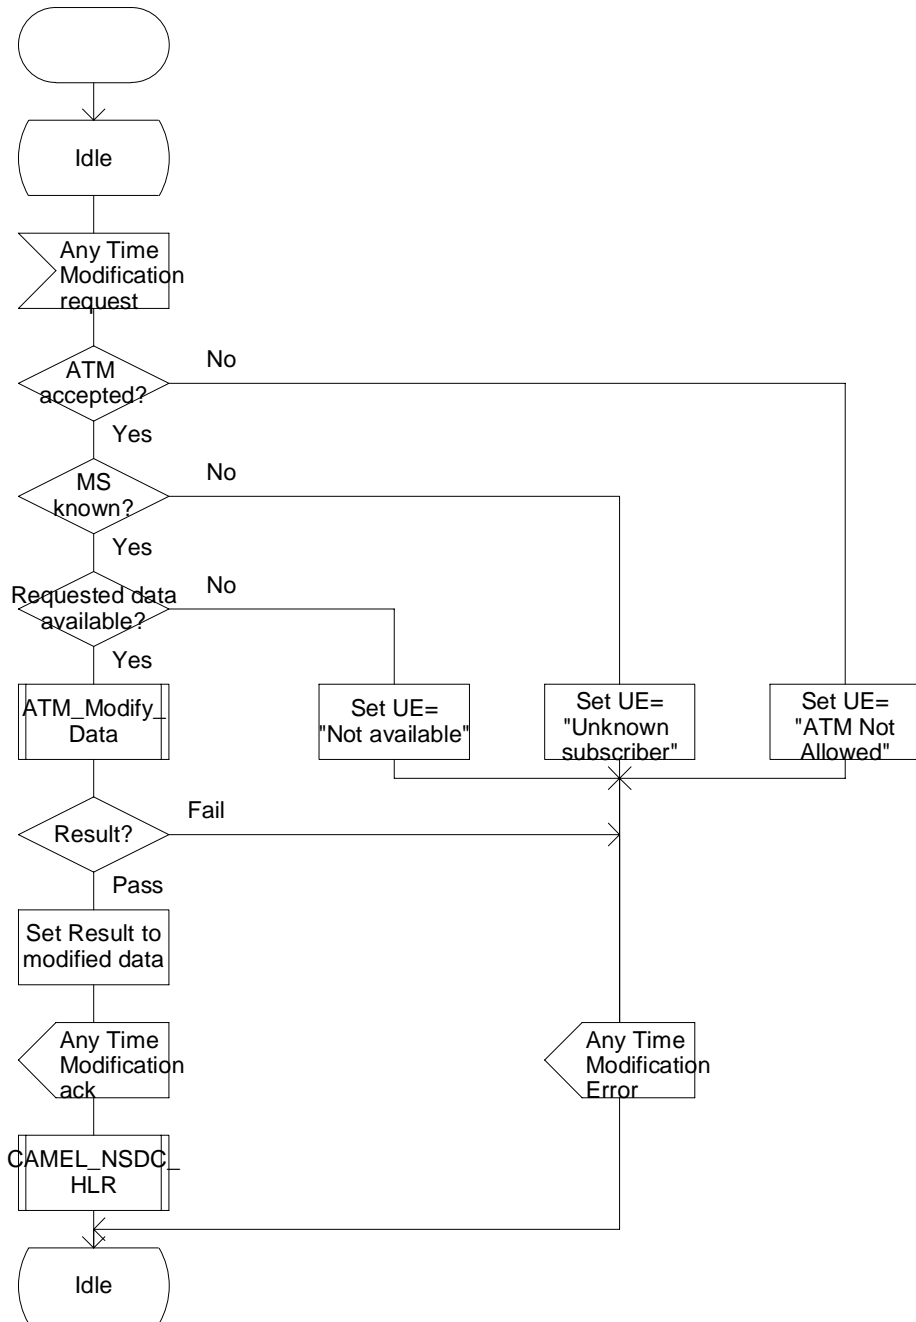 Idle
Any Time
Modification
request
ATM
accepted?
No
Yes
MS
known?
No
Yes
Requested data
available?
No
Yes
ATM_Modify_
Data
Set UE=
"Not available"
Set UE=
"Unknown
subscriber"
Set UE=
"ATM Not
Allowed"
Result?
Fail
Pass
Set Result to
modified data
Any Time
Modification
ack
Any Time
Modification
Error
CAMEL_NSDC_
HLR
Idle